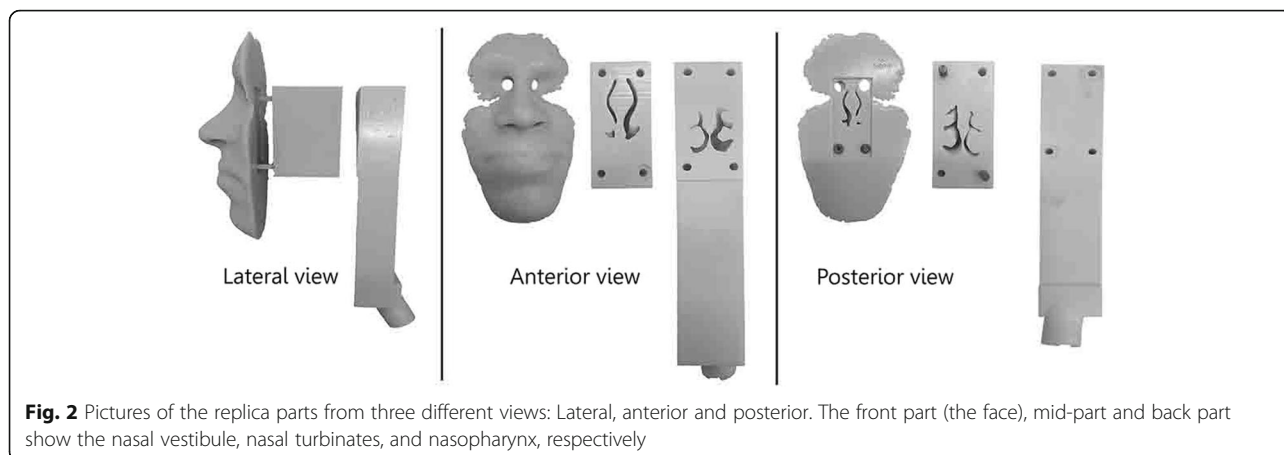 Lateral view
Anterior view
Posterior view
Fig. 2 Pictures of the replica parts from three different views: Lateral, anterior and posterior. The front part (the face), mid-part and back part
show the nasal vestibule, nasal turbinates, and nasopharynx, respectively